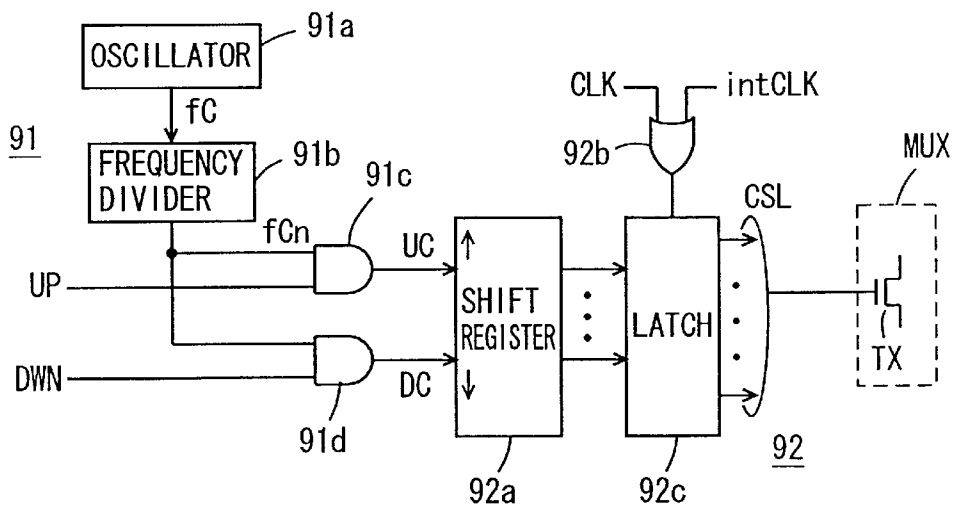 91a
OSCILLATOR
fC
CLK
intCLK
91
FREQUENCY
DIVIDER
91b
92b
MUX
91c
CSL
fCn
UC
UP
SHIFT
REGISTER
LATCH
TX
DWN
DC
91d
92
92a
92c